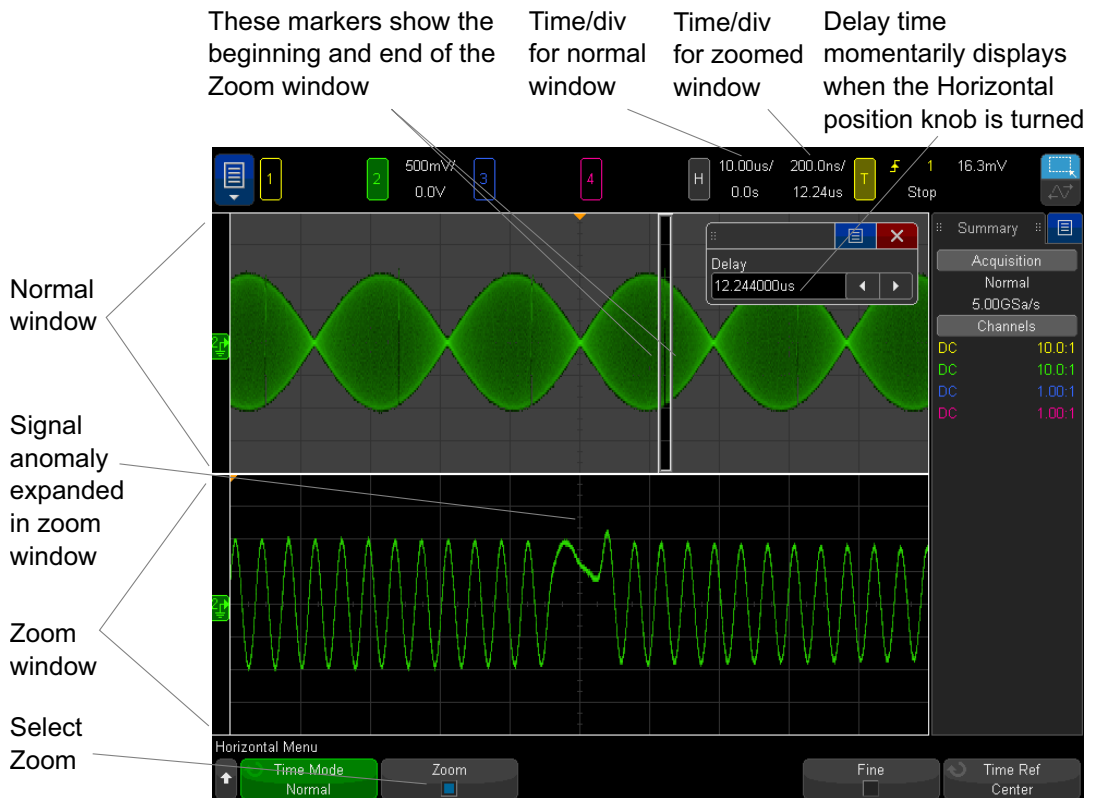 These markers show the
beginning and end of the
Zoom window
Time/div
for normal
window
Time/div
for zoomed
window
Delay time
momentarily displays
when the Horizontal
position knob is turned
1
2
500mV/
0.0V
3
4
H
10.00us/
0.0s
200.0ns/
12.24us
T
1
Stop
16.3mV
Normal
window
Delay
12.244000us
Summary
Acquisition
Normal
5.00GSa/s
Channels
DC 10.0:1
DC 10.0:1
DC 1.00:1
DC 1.00:1
2
Signal
anomaly
expanded
in zoom
window
2
Zoom
window
Select
Zoom
Horizontal Menu
Time Mode
Normal
Zoom
Fine
Time Ref
Center